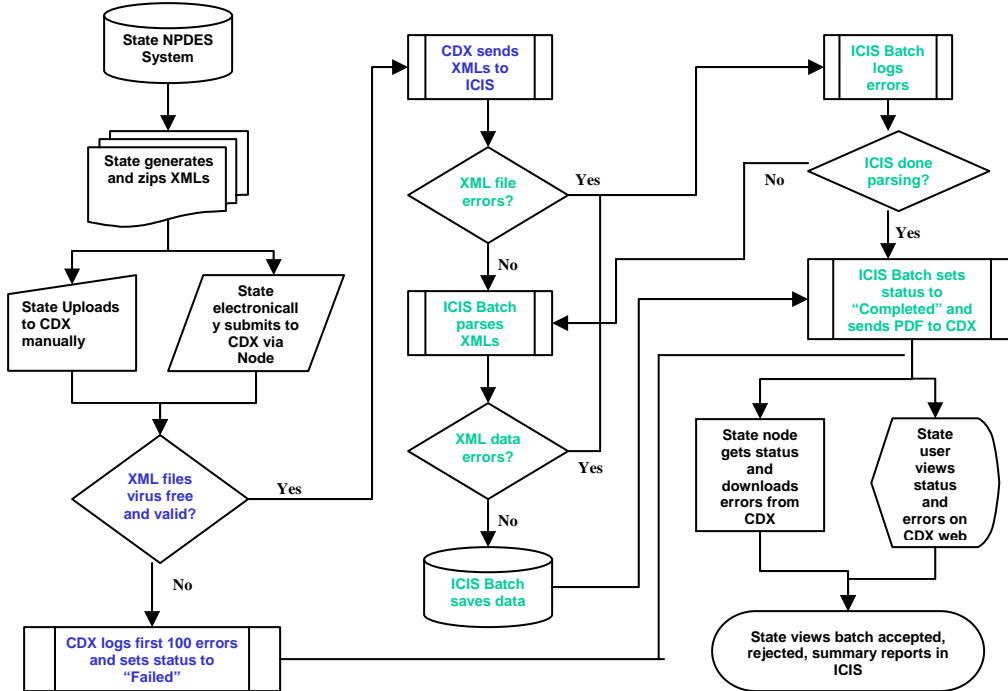 State NPDES
System
State generates
and zips XMLs
State Uploads
to CDX
manually
State
electronicall
y submits to
CDX via
Node
XML files
virus free
and valid?
Yes
No
CDX logs first 100 errors
and sets status to
“Failed”
CDX sends
XMLs to
ICIS
XML file
errors?
Yes
No
ICIS Batch
parses
XMLs
XML data
errors?
Yes
No
ICIS Batch
saves data
ICIS Batch
logs
errors
ICIS done
parsing?
No
Yes
ICIS Batch sets
status to
“Completed” and
sends PDF to CDX
State node
gets status
and
downloads
errors from
CDX
State
user
views
status
and
errors on
CDX web
State views batch accepted,
rejected, summary reports in
ICIS